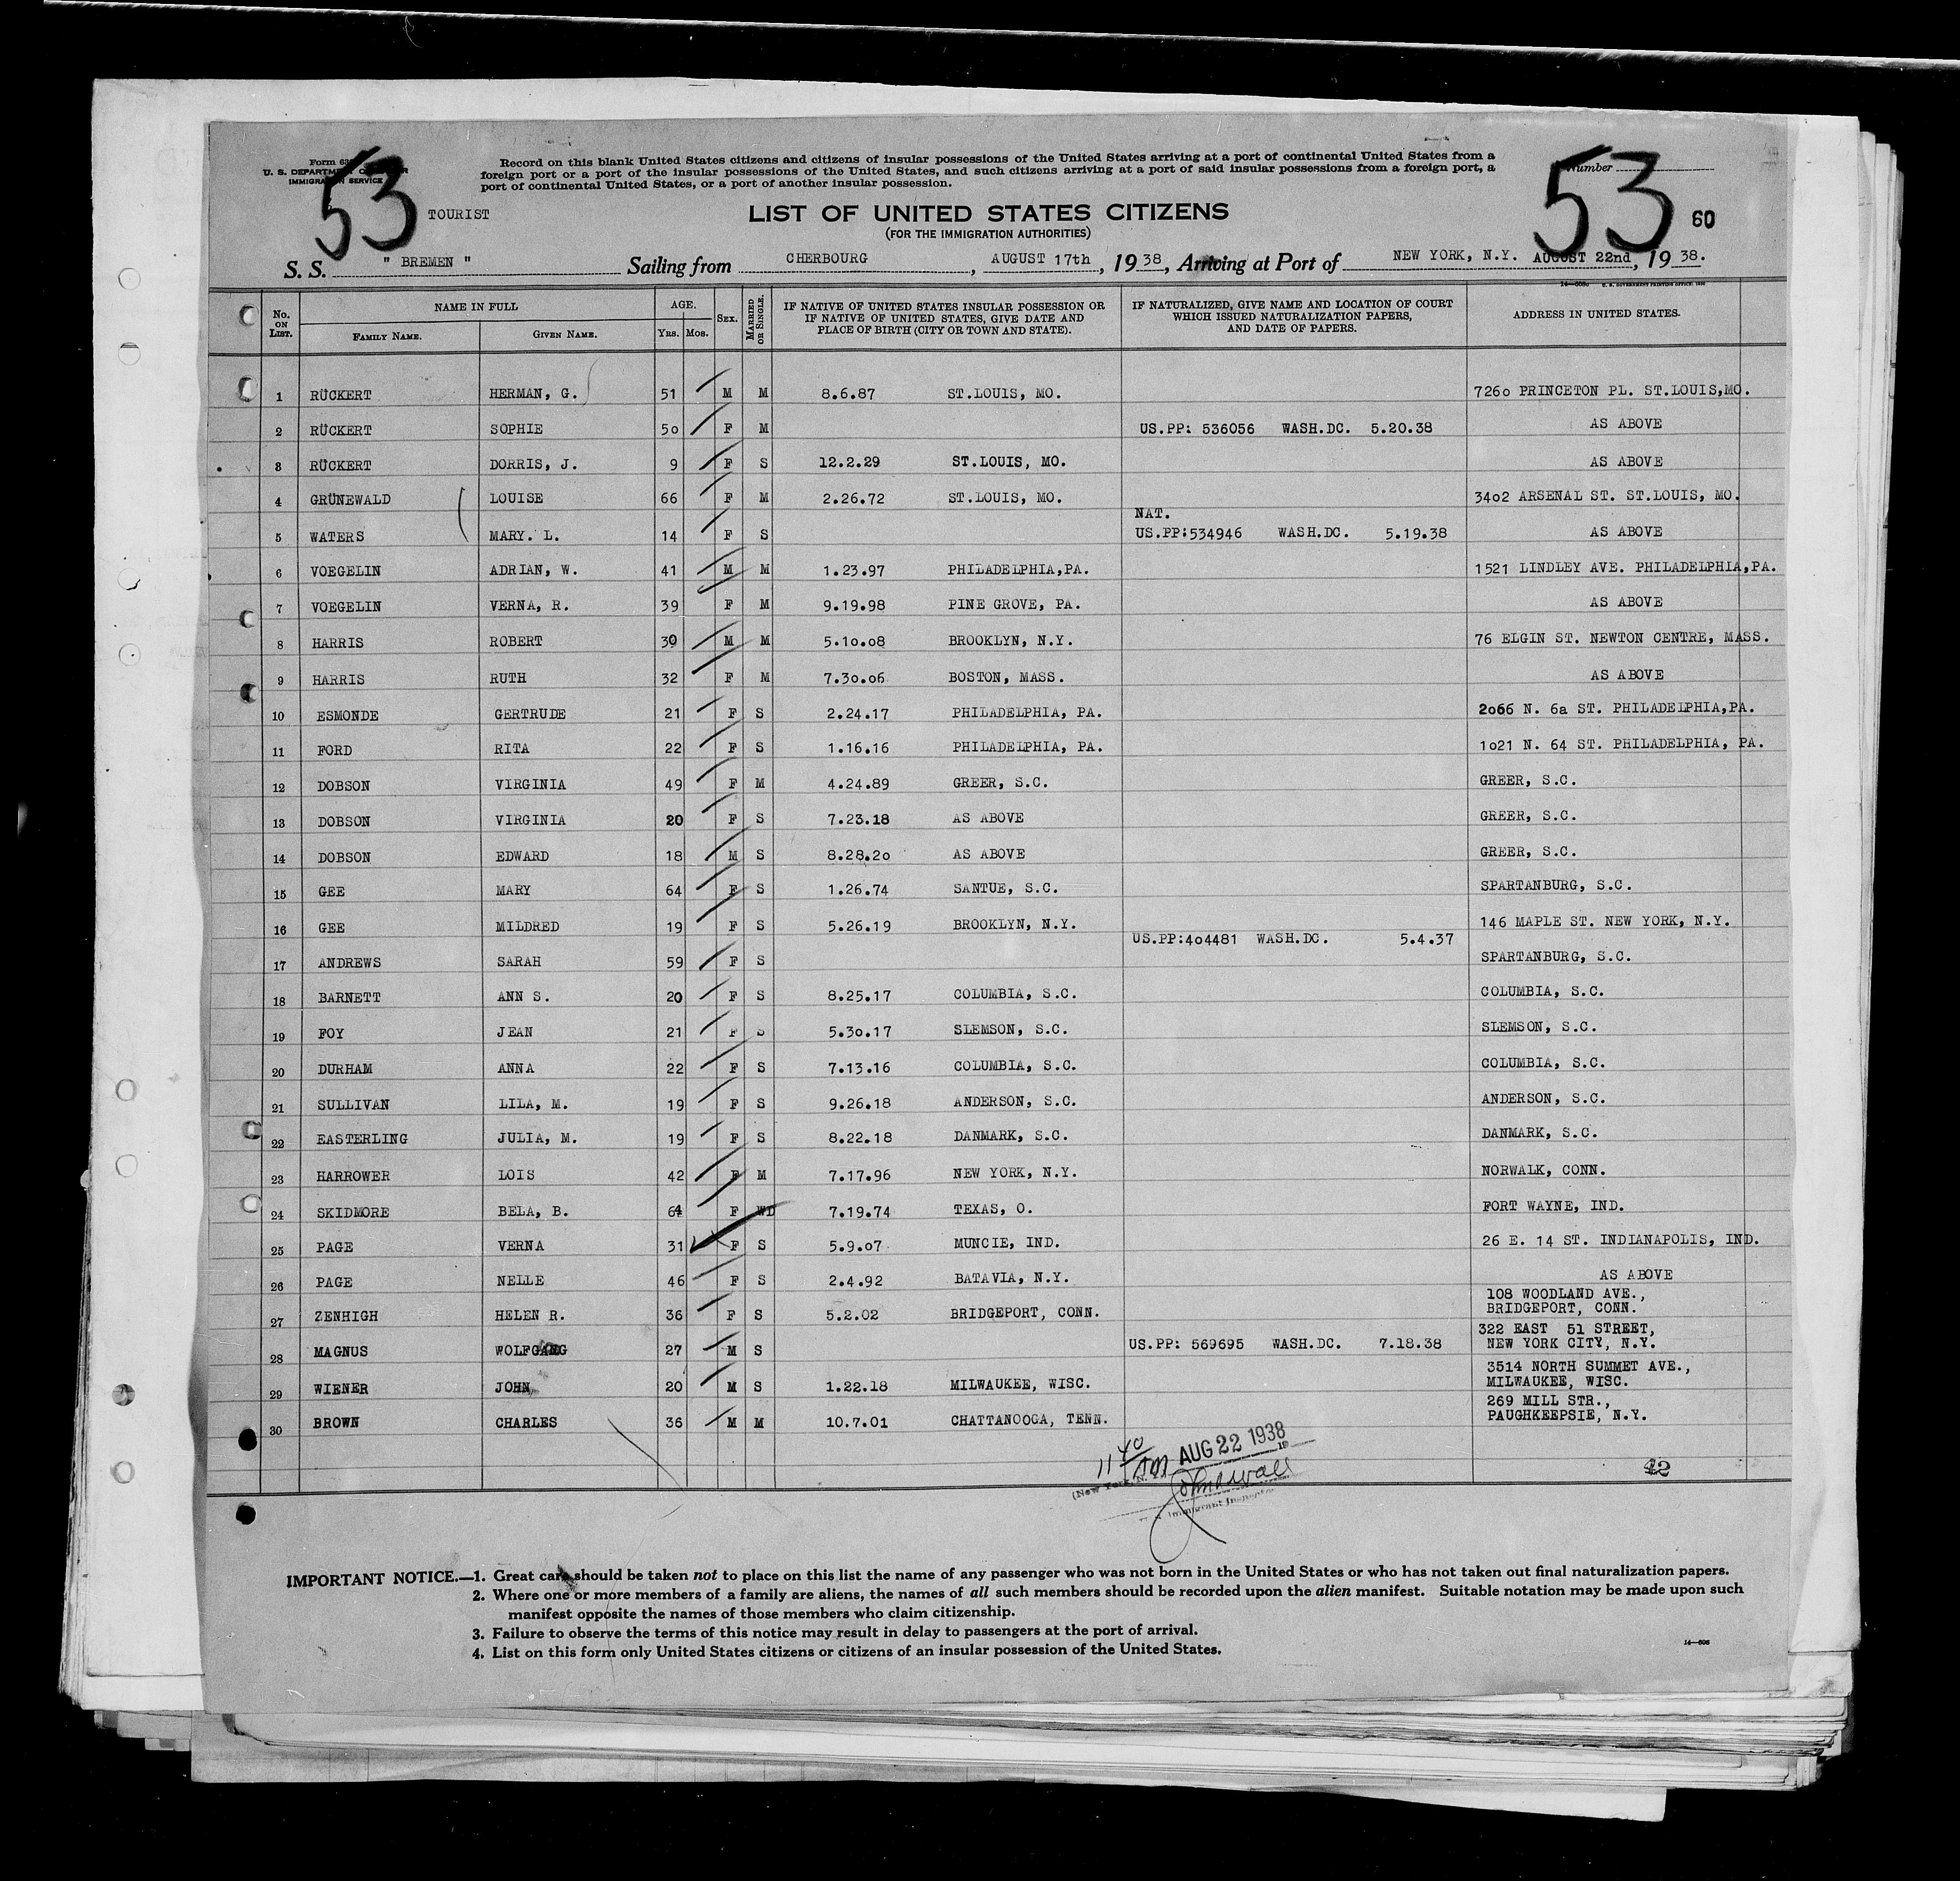 Form 63
U. S. DEPARTMENT OF LABOR
IMMIGRATION SERVICE
Record on this blank United States citizens and citizens of insular possessions of the United States arriving at a port of continental United States from a
foreign port or a port of the insular possessions of the United States, and such citizens arriving at a port of said insular possessions from a foreign port, a
port of continental United States, or a port of another insular possession.
Number
53 TOURIST LIST OF UNITED STATES CITIZENS 53 60
(FOR THE IMMIGRATION AUTHORITIES)
S. S. " BREMEN " Sailing from CHERBOURG, AUGUST 17th, 1938, Arriving at Port of NEW YORK, N.Y. AUGUST 22nd, 1938.
No. ON LIST. NAME IN FULL FAMILY NAME. GIVEN NAME. AGE. YRS. MOS. SEX. MARRIED OR SINGLE. IF NATIVE OF UNITED STATES INSULAR POSSESSION OR IF NATIVE OF UNITED STATES, GIVE DATE AND PLACE OF BIRTH (CITY OR TOWN AND STATE). IF NATURALIZED, GIVE NAME AND LOCATION OF COURT WHICH ISSUED NATURALIZATION PAPERS, AND DATE OF PAPERS. ADDRESS IN UNITED STATES.
1 RÜCKERT HERMAN, G. 51 M M 8.6.87 ST.LOUIS, MO. 7260 PRINCETON PL. ST.LOUIS,MO.
2 RÜCKERT SOPHIE 50 F M US.PP: 536056 WASH.DC. 5.20.38 AS ABOVE
3 RÜCKERT DORRIS, J. 9 F S 12.2.29 ST.LOUIS, MO. AS ABOVE
4 GRÜNEWALD LOUISE 66 F M 2.26.72 ST.LOUIS, MO. 3402 ARSENAL ST. ST.LOUIS, MO.
NAT.
5 WATERS MARY. L. 14 F S US.PP:534946 WASH.DC. 5.19.38 AS ABOVE
6 VOEGELIN ADRIAN, W. 41 M M 1.23.97 PHILADELPHIA,PA. 1521 LINDLEY AVE. PHILADELPHIA,PA.
7 VOEGELIN VERNA, R. 39 F M 9.19.98 PINE GROVE, PA. AS ABOVE
8 HARRIS ROBERT 30 M M 5.10.08 BROOKLYN, N.Y. 76 ELGIN ST. NEWTON CENTRE, MASS.
9 HARRIS RUTH 32 F M 7.30.06 BOSTON, MASS. AS ABOVE
10 ESMONDE GERTRUDE 21 F S 2.24.17 PHILADELPHIA, PA. 2066 N. 6a ST. PHILADELPHIA,PA.
11 FORD RITA 22 F S 1.16.16 PHILADELPHIA, PA. 1021 N. 64 ST. PHILADELPHIA, PA.
12 DOBSON VIRGINIA 49 F M 4.24.89 GREER, S.C. GREER, S.C.
13 DOBSON VIRGINIA 20 F S 7.23.18 AS ABOVE GREER, S.C.
14 DOBSON EDWARD 18 M S 8.28.20 AS ABOVE GREER, S.C.
15 GEE MARY 64 F S 1.26.74 SANTUE, S.C. SPARTANBURG, S.C.
16 GEE MILDRED 19 F S 5.26.19 BROOKLYN, N.Y. 146 MAPLE ST. NEW YORK, N.Y.
US.PP:404481 WASH.DC. 5.4.37
17 ANDREWS SARAH 59 F S SPARTANBURG, S.C.
18 BARNETT ANN S. 20 F S 8.25.17 COLUMBIA, S.C. COLUMBIA, S.C.
19 FOY JEAN 21 F S 5.30.17 SLEMSON, S.C. SLEMSON, S.C.
20 DURHAM ANNA 22 F S 7.13.16 COLUMBIA, S.C. COLUMBIA, S.C.
21 SULLIVAN LILA, M. 19 F S 9.26.18 ANDERSON, S.C. ANDERSON, S.C.
22 EASTERLING JULIA, M. 19 F S 8.22.18 DANMARK, S.C. DANMARK, S.C.
23 HARROWER LOIS 42 F M 7.17.96 NEW YORK, N.Y. NORWALK, CONN.
24 SKIDMORE BELA, B. 64 F WD 7.19.74 TEXAS, O. FORT WAYNE, IND.
25 PAGE VERNA 31 F S 5.9.07 MUNCIE, IND. 26 E. 14 ST. INDIANAPOLIS, IND.
26 PAGE NELLE 46 F S 2.4.92 BATAVIA, N.Y. AS ABOVE
108 WOODLAND AVE.,
27 ZENHIGH HELEN R. 36 F S 5.2.02 BRIDGEPORT, CONN. BRIDGEPORT, CONN.
322 EAST 51 STREET,
28 MAGNUS WOLFGANG 27 M S US.PP: 569695 WASH.DC. 7.18.38 NEW YORK CITY, N.Y.
3514 NORTH SUMMET AVE.,
29 WIENER JOHN 20 M S 1.22.18 MILWAUKEE, WISC. MILWAUKEE, WISC.
269 MILL STR.,
30 BROWN CHARLES 36 M M 10.7.01 CHATTANOOGA, TENN. PAUGHKEEPSIE, N.Y.
11 40 AM AUG 22 1938
(New York, N.
Immigrant Inspector
42
IMPORTANT NOTICE.—1. Great care should be taken not to place on this list the name of any passenger who was not born in the United States or who has not taken out final naturalization papers.
2. Where one or more members of a family are aliens, the names of all such members should be recorded upon the alien manifest. Suitable notation may be made upon such
manifest opposite the names of those members who claim citizenship.
3. Failure to observe the terms of this notice may result in delay to passengers at the port of arrival.
4. List on this form only United States citizens or citizens of an insular possession of the United States.